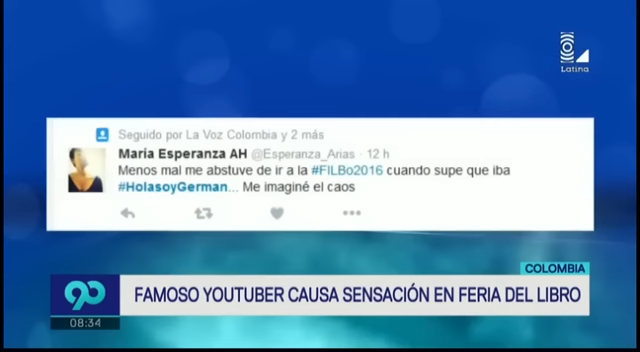 Latina
Seguido por La Voz Colombia y 2 más
María Esperanza AH @Esperanza_Arias · 12 h
Menos mal me abstuve de ir a la #FILBo2016 cuando supe que iba
#HolasoyGerman... Me imaginé el caos
COLOMBIA
90
FAMOSO YOUTUBER CAUSA SENSACIÓN EN FERIA DEL LIBRO
08:34